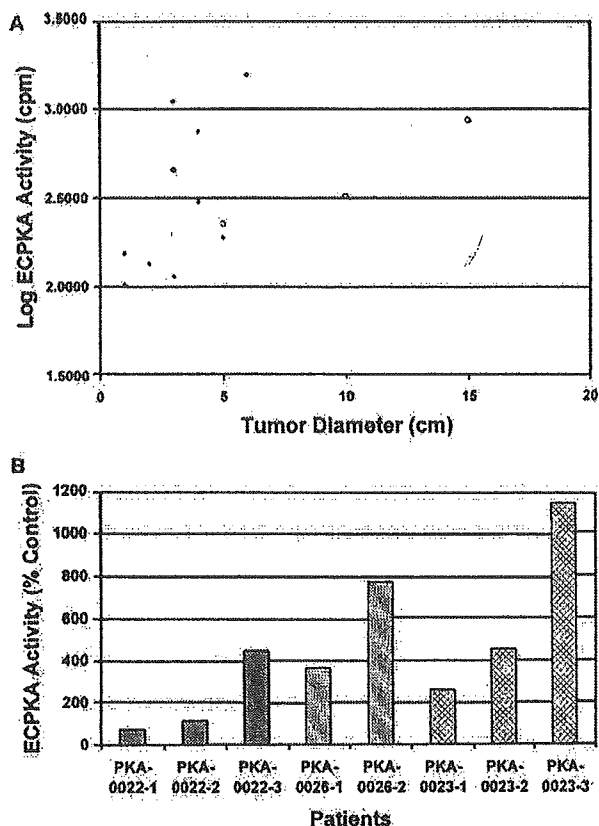 A
Log ECPKA Activity (cpm)
3.5000
3.0000
2.5000
2.0000
1.5000
0 5 10 15 20
Tumor Diameter (cm)
B
ECPKA Activity (% Control)
1200
1000
800
600
400
200
0
PKA- PKA- PKA- PKA- PKA- PKA- PKA- PKA-
0022-1 0022-2 0022-3 0026-1 0026-2 0023-1 0023-2 0023-3
Patients